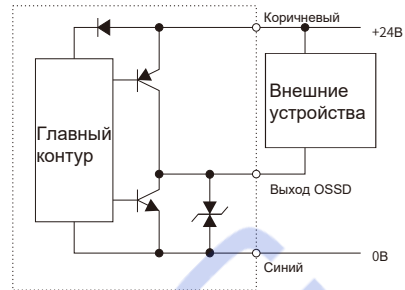 Коричневый
+24В
Внешние
устройства
Главный
контур
Выход OSSD
0В
Синий